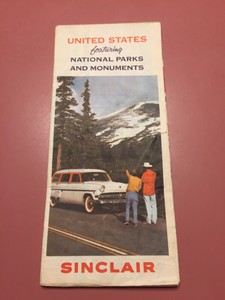 UNITED STATES
featuring
NATIONAL PARKS
AND MONUMENTS
SINCLAIR